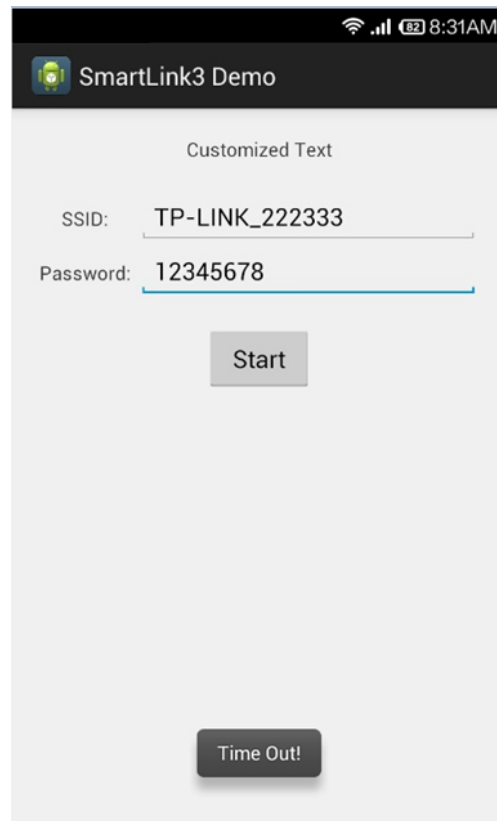 82 8:31AM
SmartLink3 Demo
Customized Text
SSID: TP-LINK_222333
Password: 12345678
Start
Time Out!